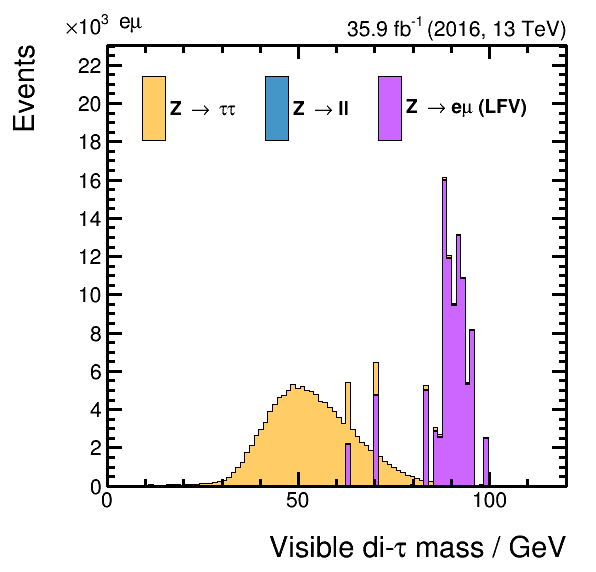 ×10³ eμ
35.9 fb⁻¹ (2016, 13 TeV)
Events
22
20
18
16
14
12
10
8
6
4
2
0
Z → ττ
Z → ll
Z → eμ (LFV)
0
50
100
Visible di-τ mass / GeV